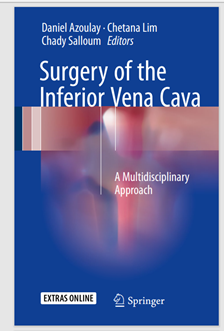 Daniel Azoulay · Chetana Lim
Chady Salloum Editors
Surgery of the
Inferior Vena Cava
A Multidisciplinary
Approach
EXTRAS ONLINE
Springer